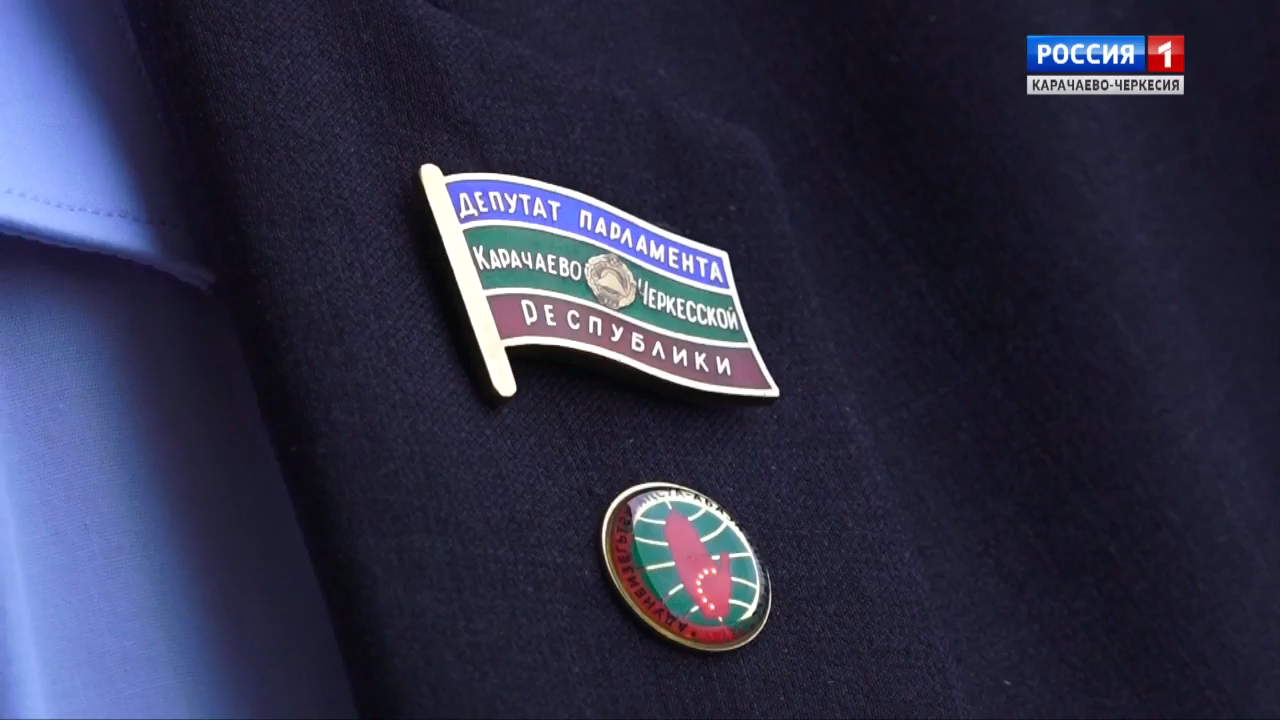 РОССИЯ 1
КАРАЧАЕВО-ЧЕРКЕСИЯ
ДЕПУТАТ ПАРЛАМЕНТА
КАРАЧАЕВО ЧЕРКЕССКОЙ
РЕСПУБЛИКИ